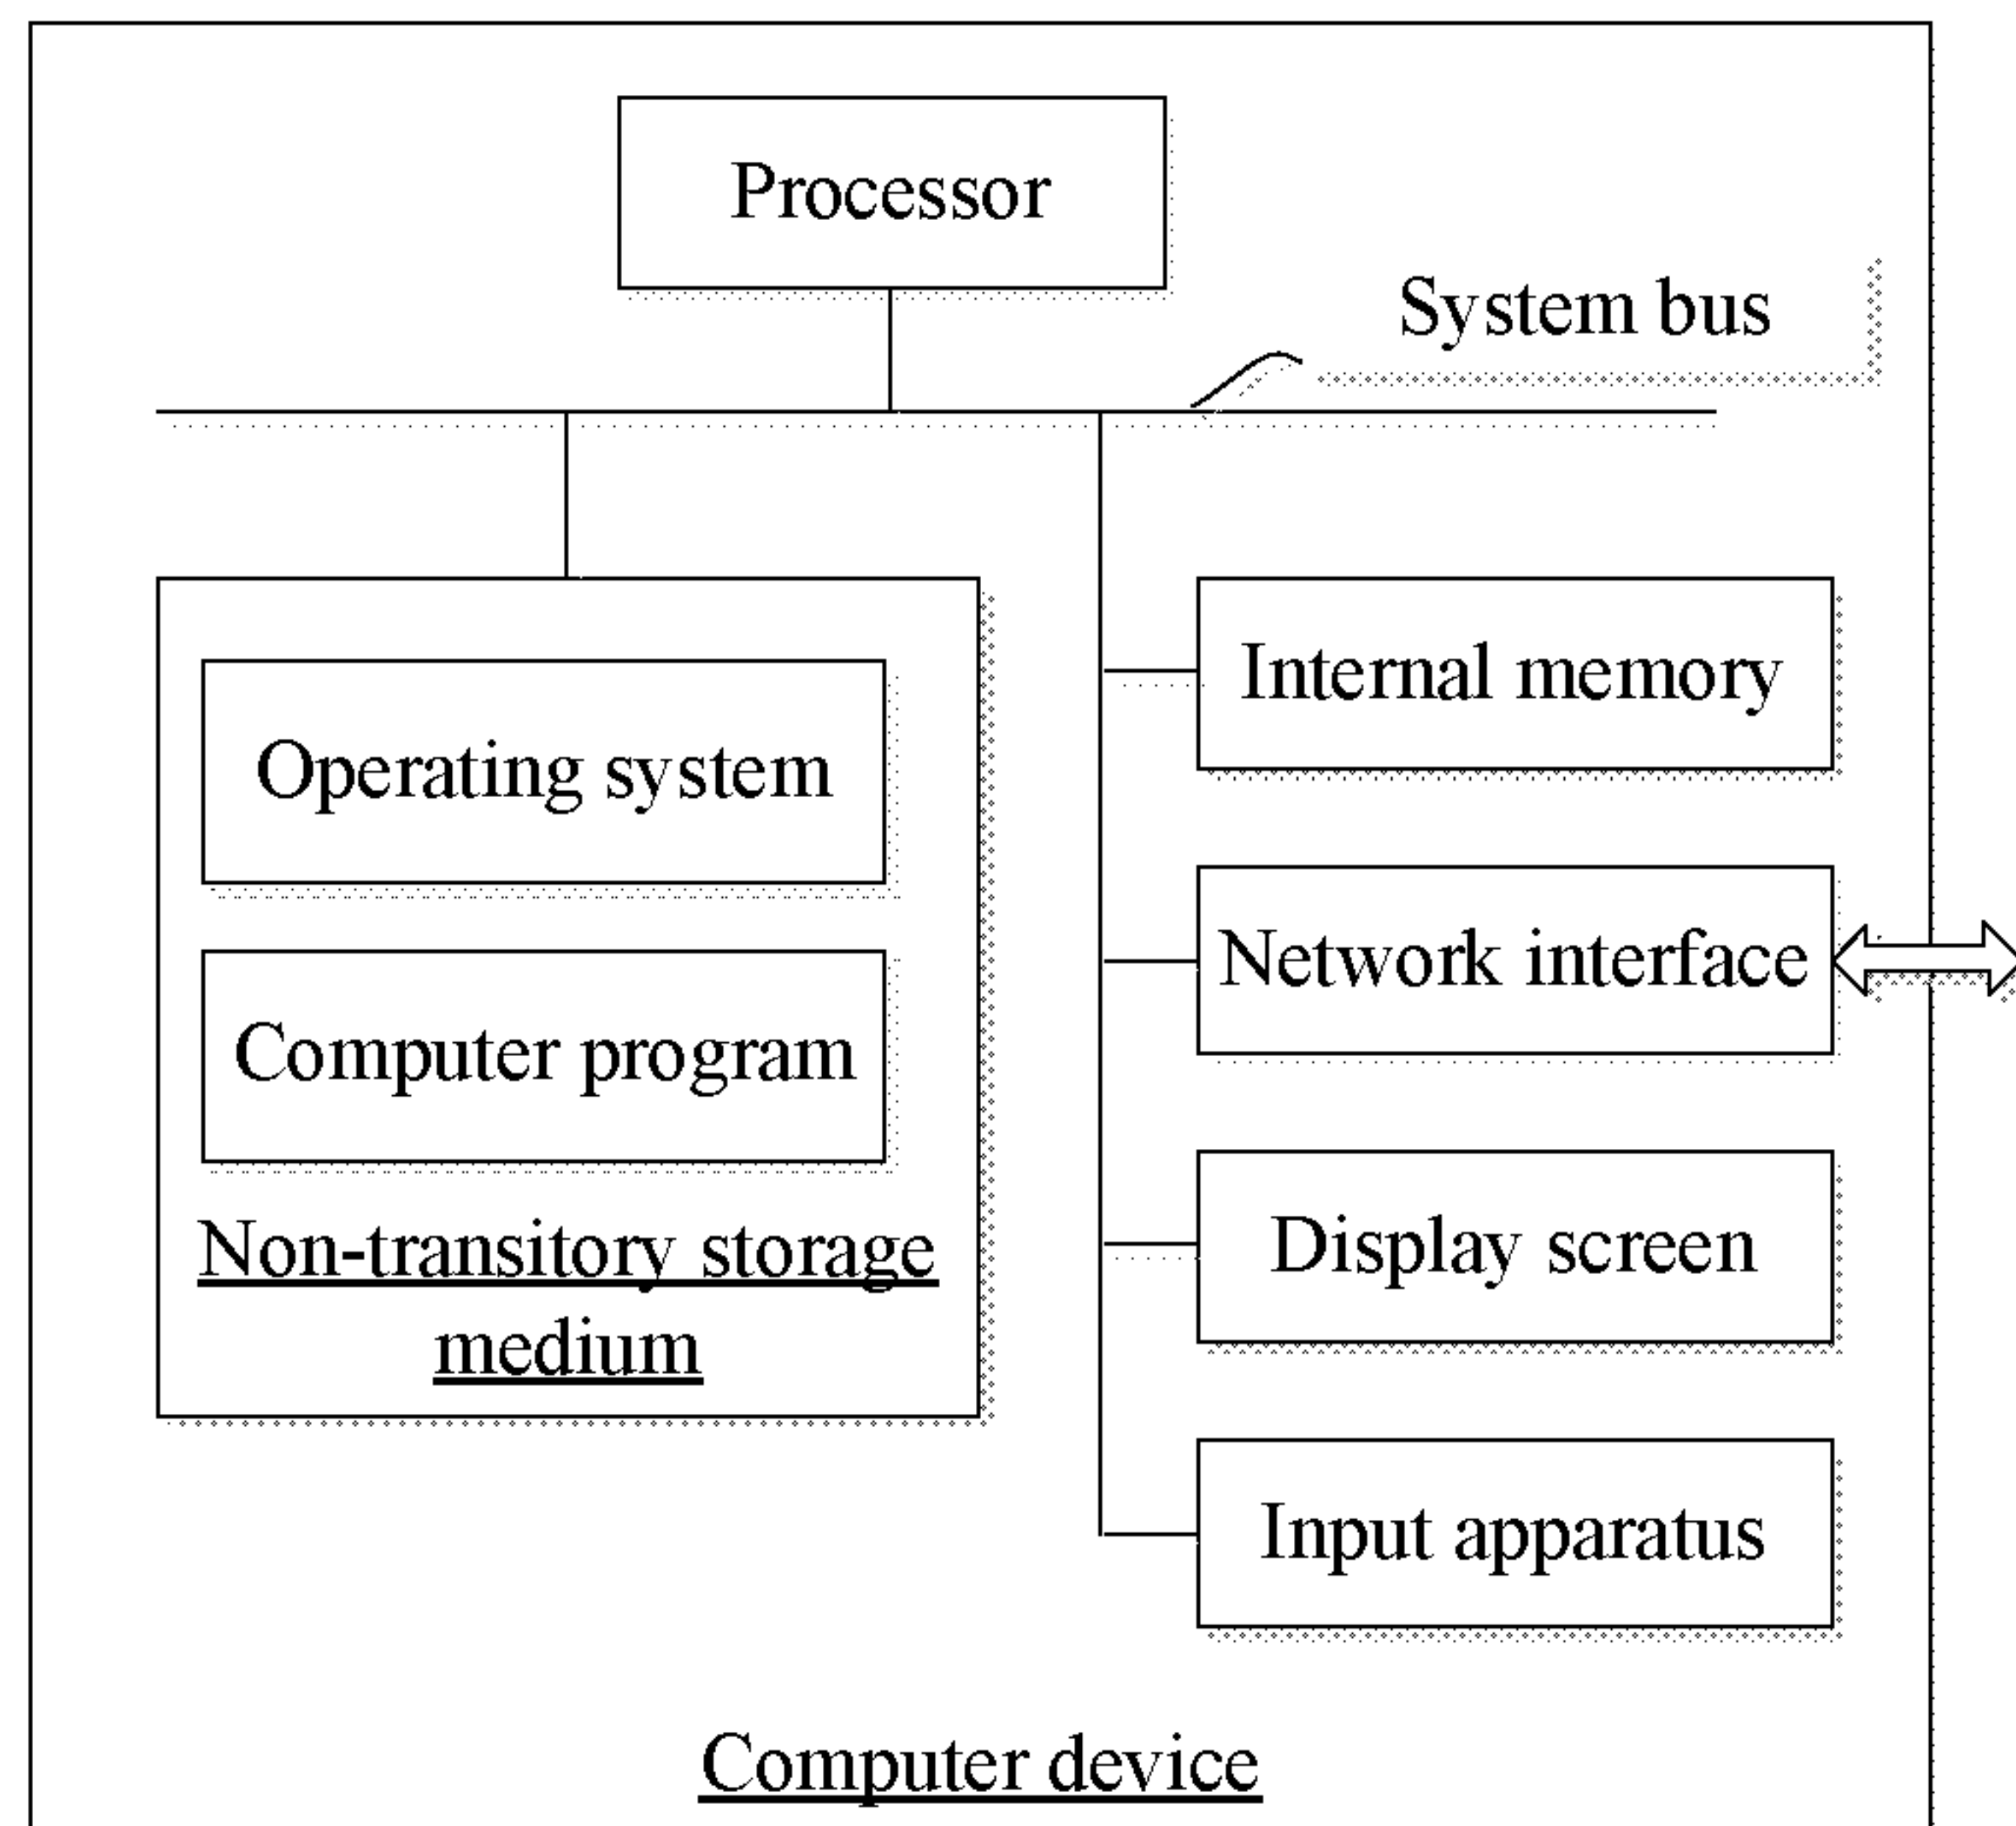 Processor
System bus
Operating system
Computer program
Non-transitory storage
medium
Internal memory
Network interface
Display screen
Input apparatus
Computer device